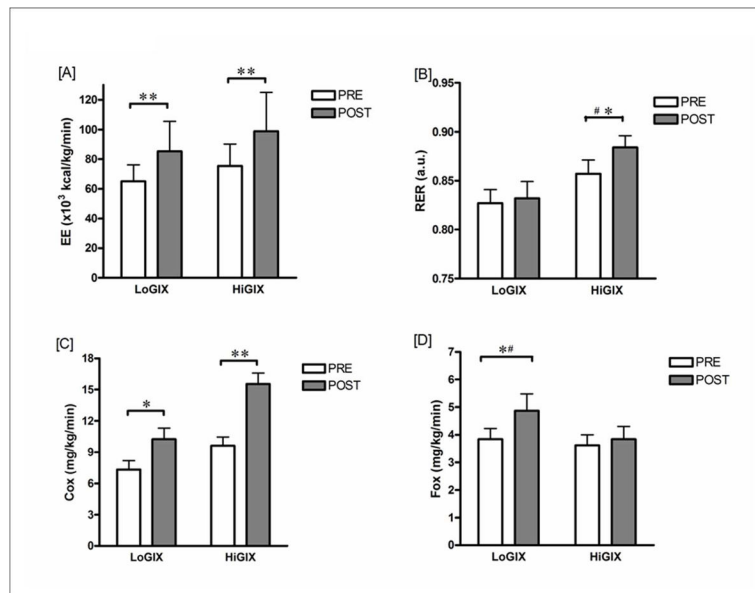 [A]
**
**
PRE
POST
EE (x10³ kcal/kg/min)
120
100
80
60
40
20
0
LoGIX
HiGIX
[B]
# *
PRE
POST
RER (a.u.)
0.95
0.90
0.85
0.80
0.75
LoGIX
HiGIX
[C]
*
**
PRE
POST
Cox (mg/kg/min)
18
15
12
9
6
3
0
LoGIX
HiGIX
[D]
*#
PRE
POST
Fox (mg/kg/min)
7
6
5
4
3
2
1
0
LoGIX
HiGIX